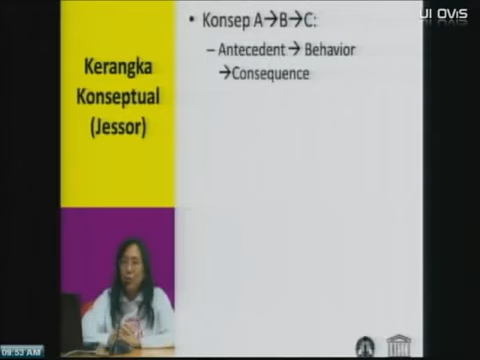 UI OViS
• Konsep A→B→C:
– Antecedent → Behavior
→Consequence
Kerangka
Konseptual
(Jessor)
09:53 AM